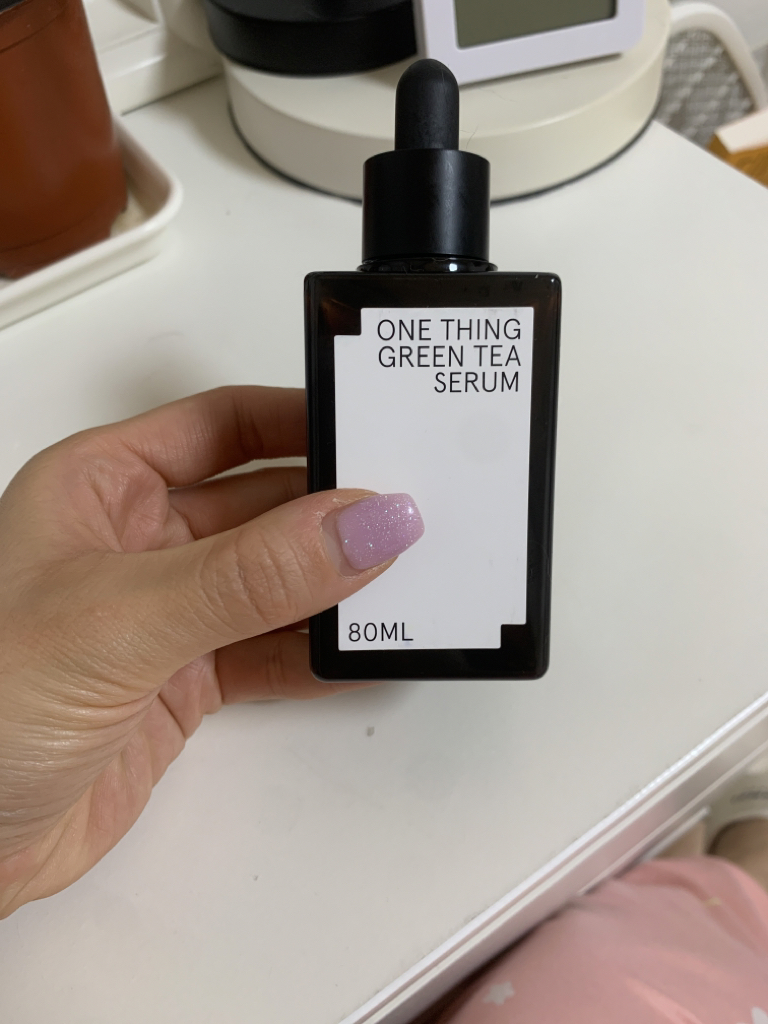 ONE THING
GREEN TEA
SERUM
80ML